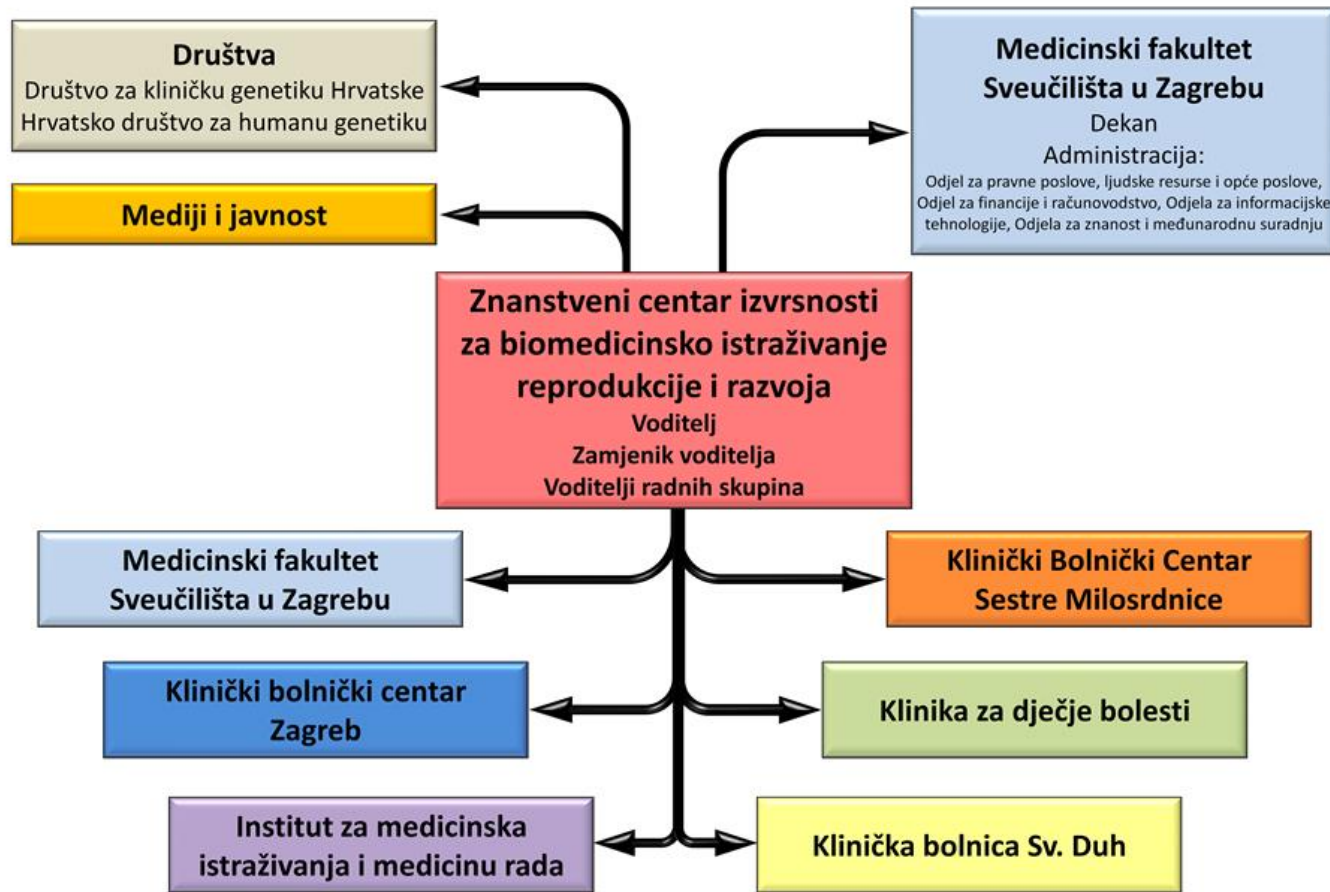 Društva
Društvo za kliničku genetiku Hrvatske
Hrvatsko društvo za humanu genetiku
Mediji i javnost
Medicinski fakultet
Sveučilišta u Zagrebu
Dekan
Administracija:
Odjel za pravne poslove, ljudske resurse i opće poslove,
Odjel za financije i računovodstvo, Odjela za informacijske
tehnologije, Odjela za znanost i međunarodnu suradnju
Znanstveni centar izvrsnosti
za biomedicinsko istraživanje
reprodukcije i razvoja
Voditelj
Zamjenik voditelja
Voditelji radnih skupina
Medicinski fakultet
Sveučilišta u Zagrebu
Klinički Bolnički Centar
Sestre Milosrdnice
Klinički bolnički centar
Zagreb
Klinika za dječje bolesti
Institut za medicinska
istraživanja i medicinu rada
Klinička bolnica Sv. Duh